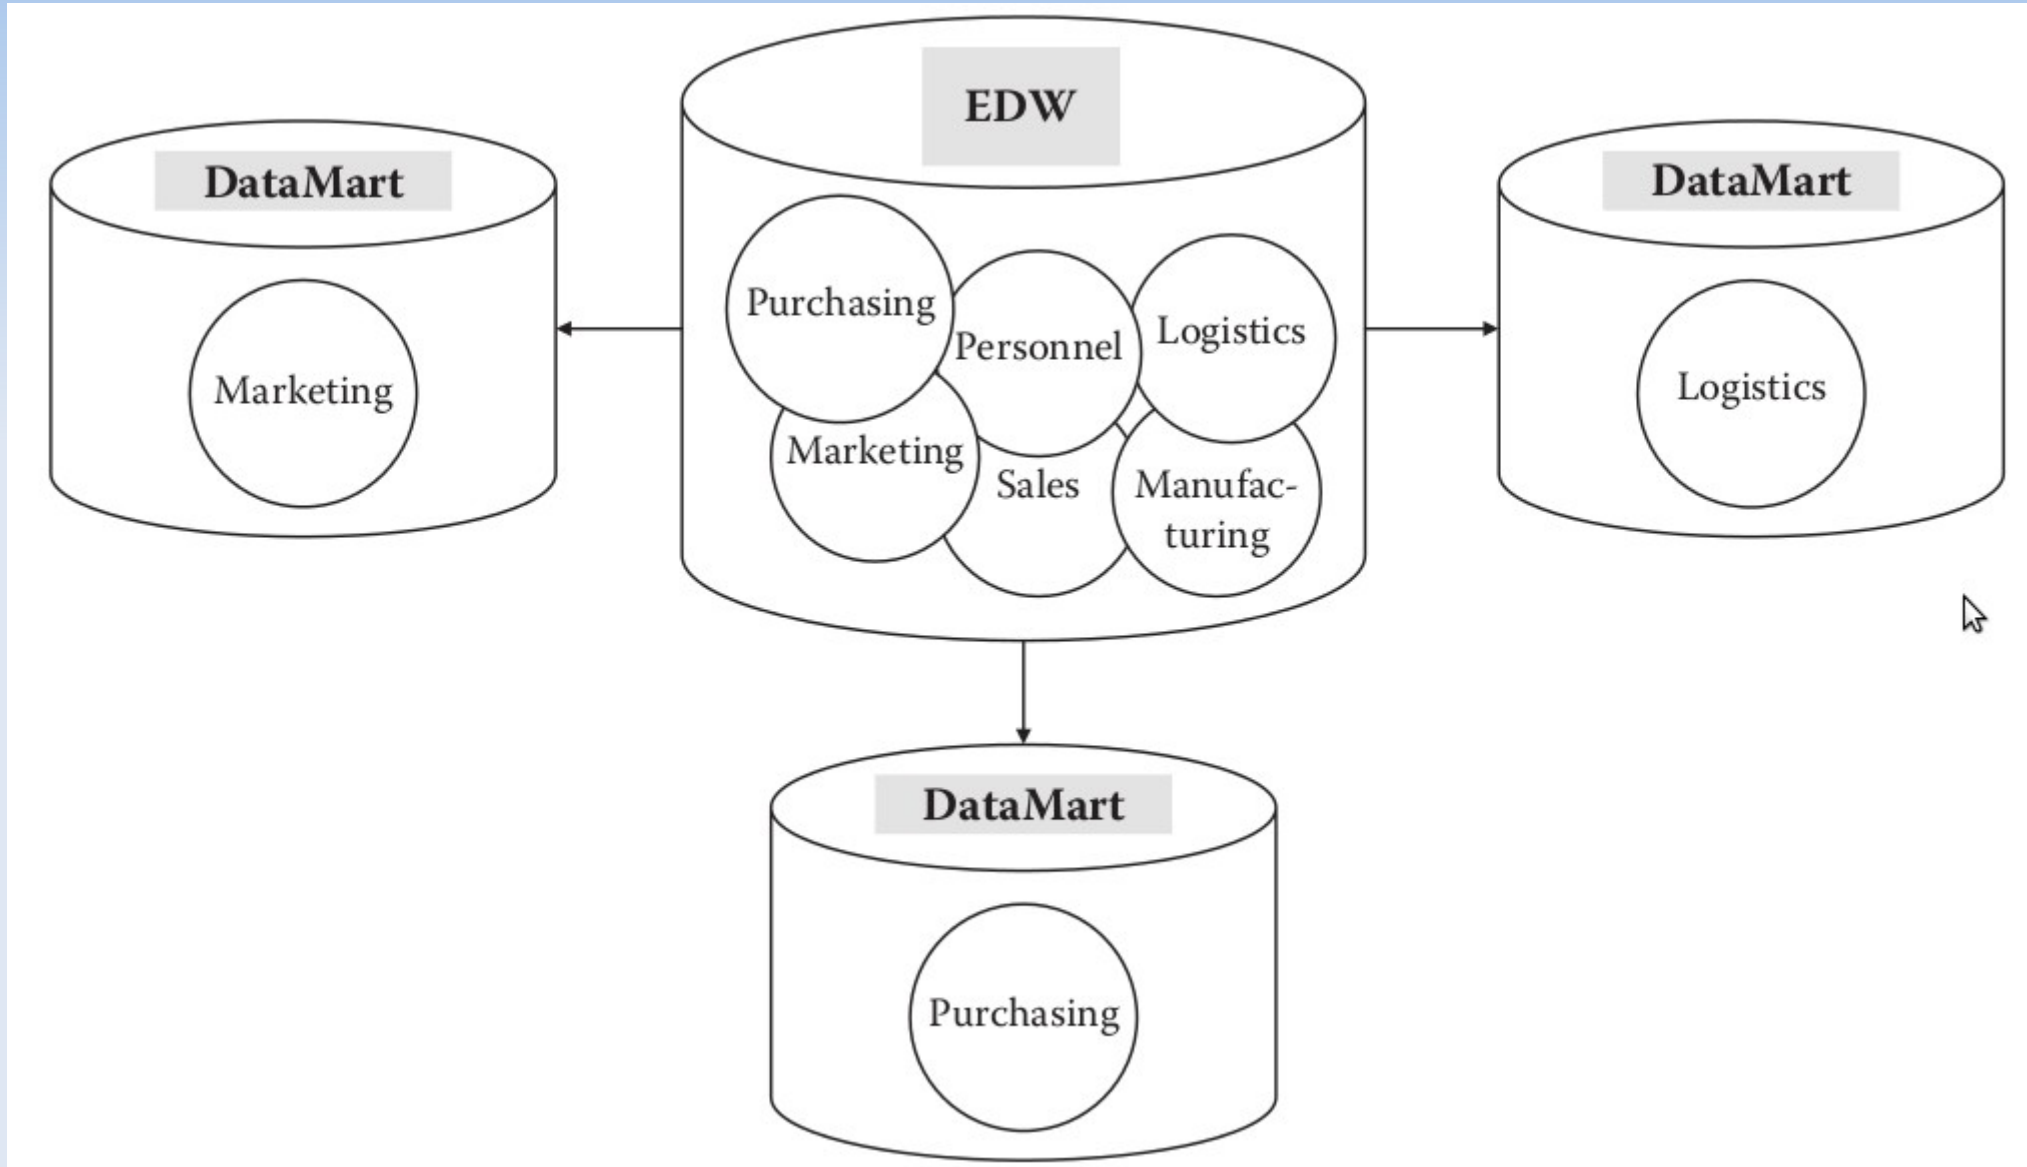 EDW
DataMart
DataMart
Purchasing
Personnel
Logistics
Marketing
Sales
Manufac-
turing
Marketing
Logistics
DataMart
Purchasing